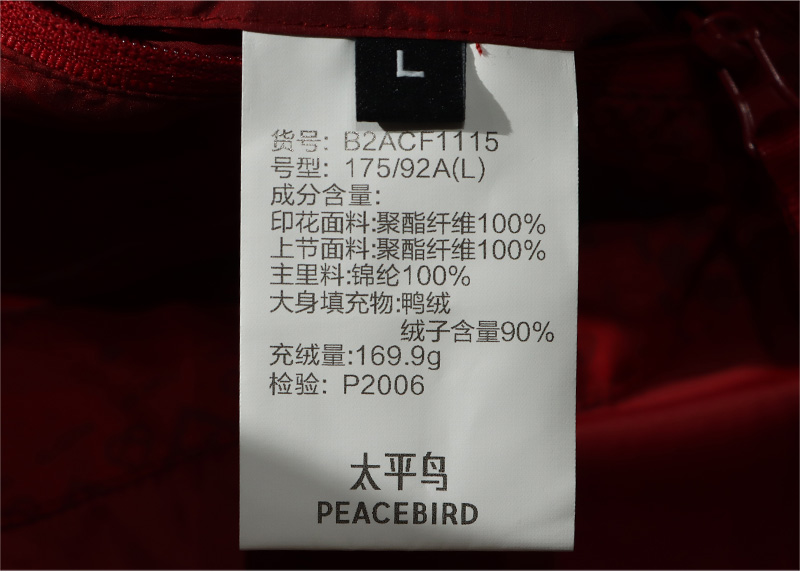 L
货号: B2ACF1115
号型: 175/92A(L)
成分含量:
印花面料:聚酯纤维100%
上节面料:聚酯纤维100%
主里料:锦纶100%
大身填充物:鸭绒
绒子含量90%
充绒量:169.9g
检验: P2006
太平鸟
PEACEBIRD